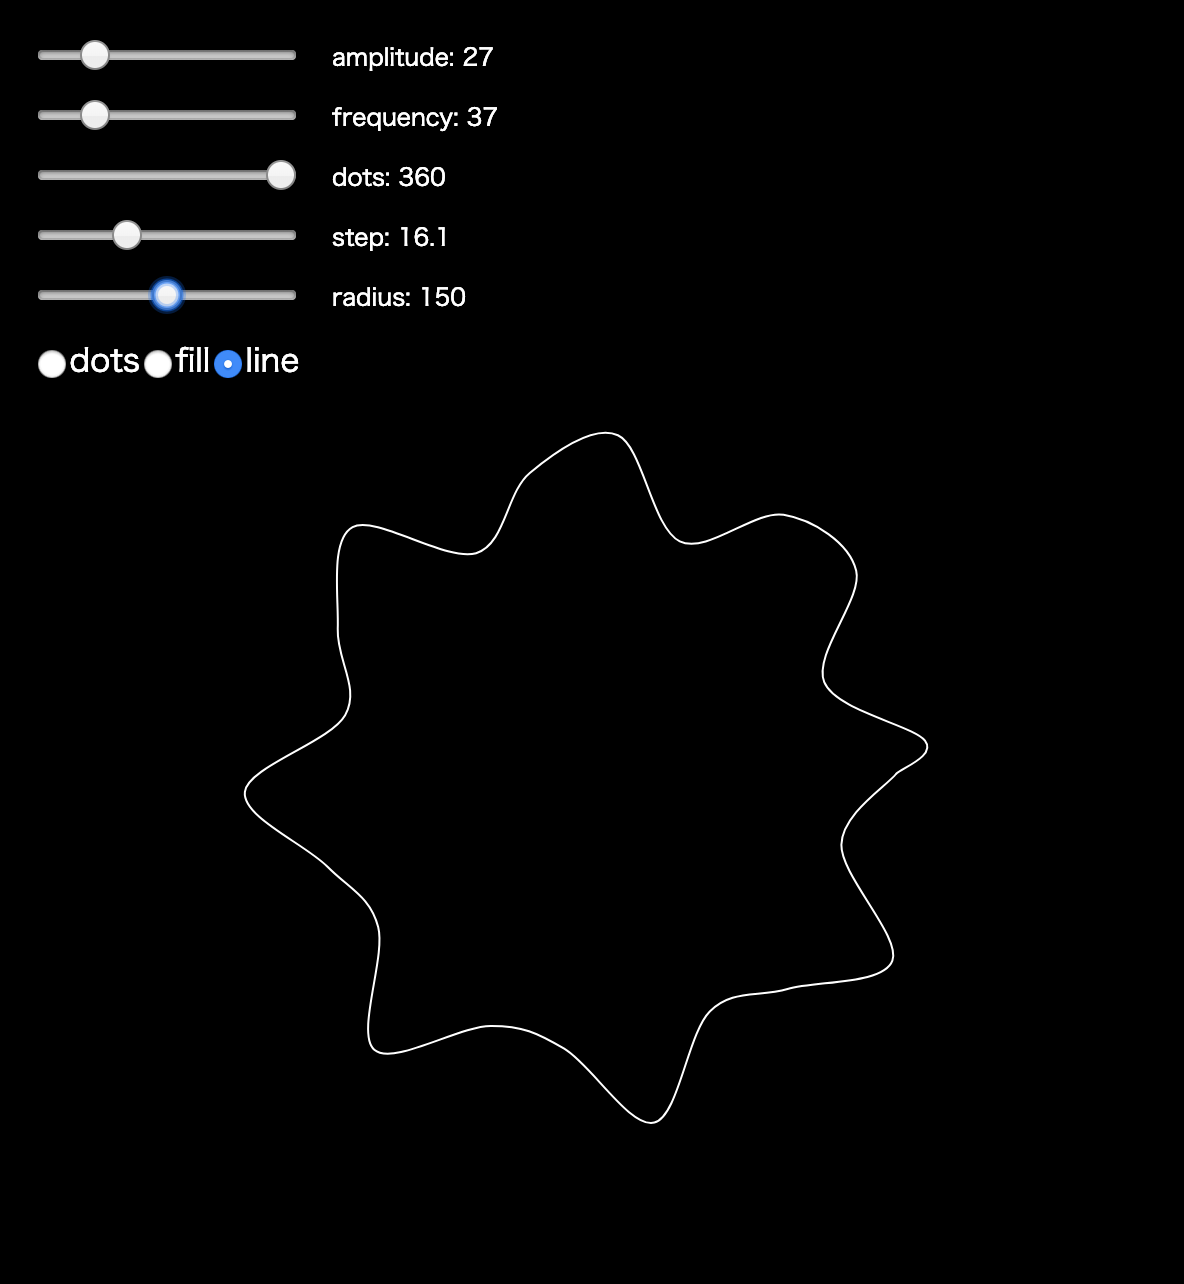 amplitude: 27
frequency: 37
dots: 360
step: 16.1
radius: 150
dots fill line